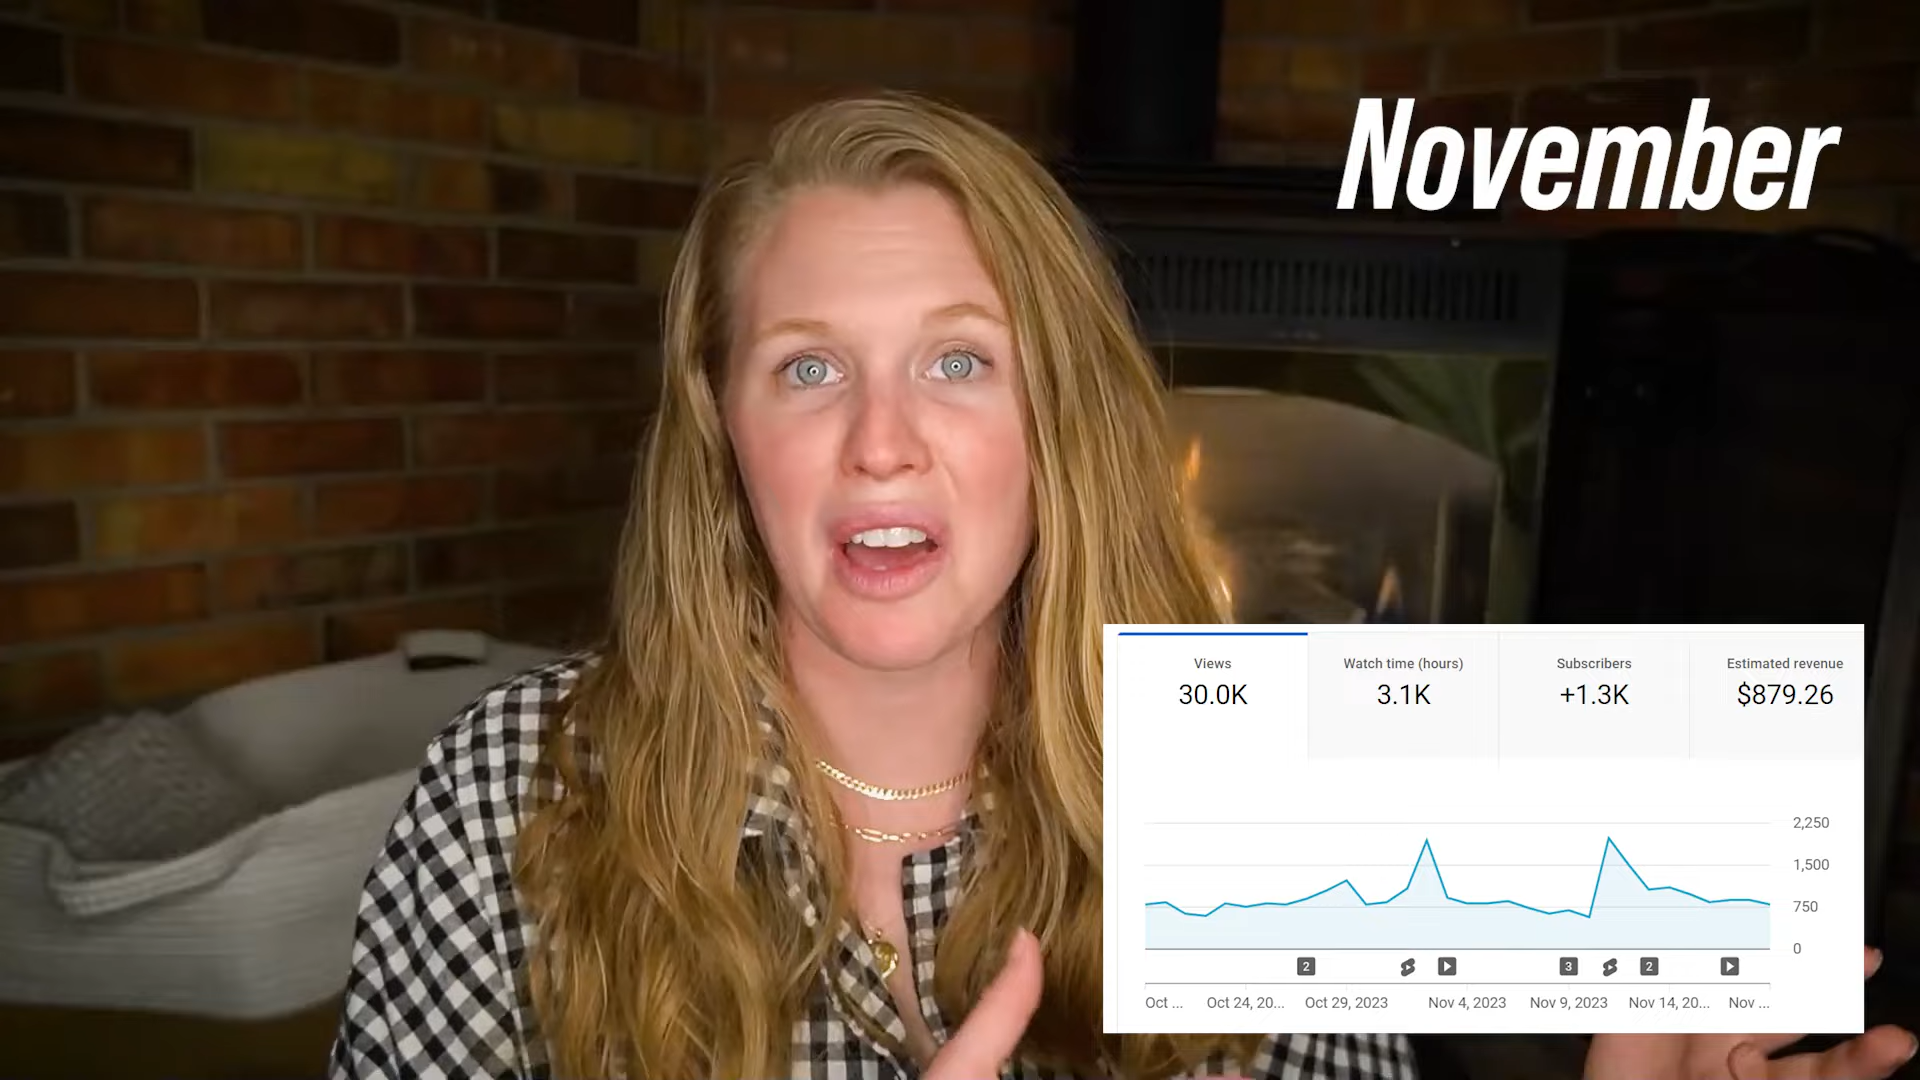 November
Views
Watch time (hours)
Subscribers
Estimated revenue
30.0K
3.1K
+1.3K
$879.26
2,250
1,500
750
0
2
3
2
Oct ...
Oct 24, 20...
Oct 29, 2023
Nov 4, 2023
Nov 9, 2023
Nov 14, 20...
Nov ...